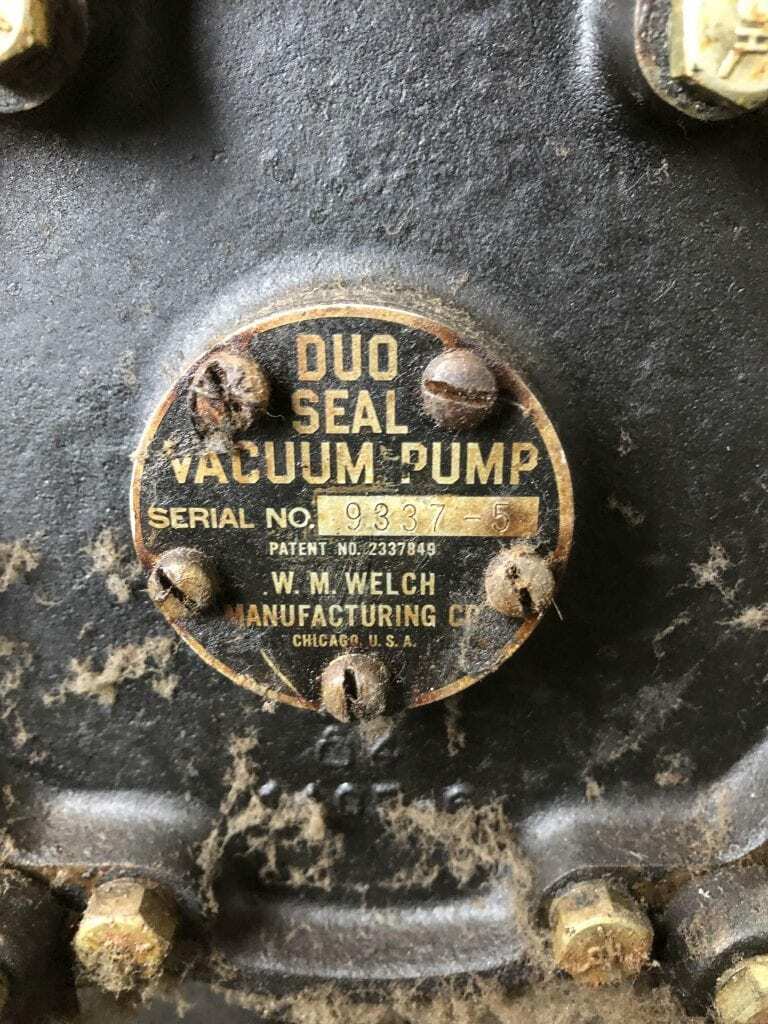 DUO
SEAL
VACUUM PUMP
SERIAL NO. 9337-5
PATENT NO. 2337849
W. M. WELCH
MANUFACTURING CO
CHICAGO, U. S. A.